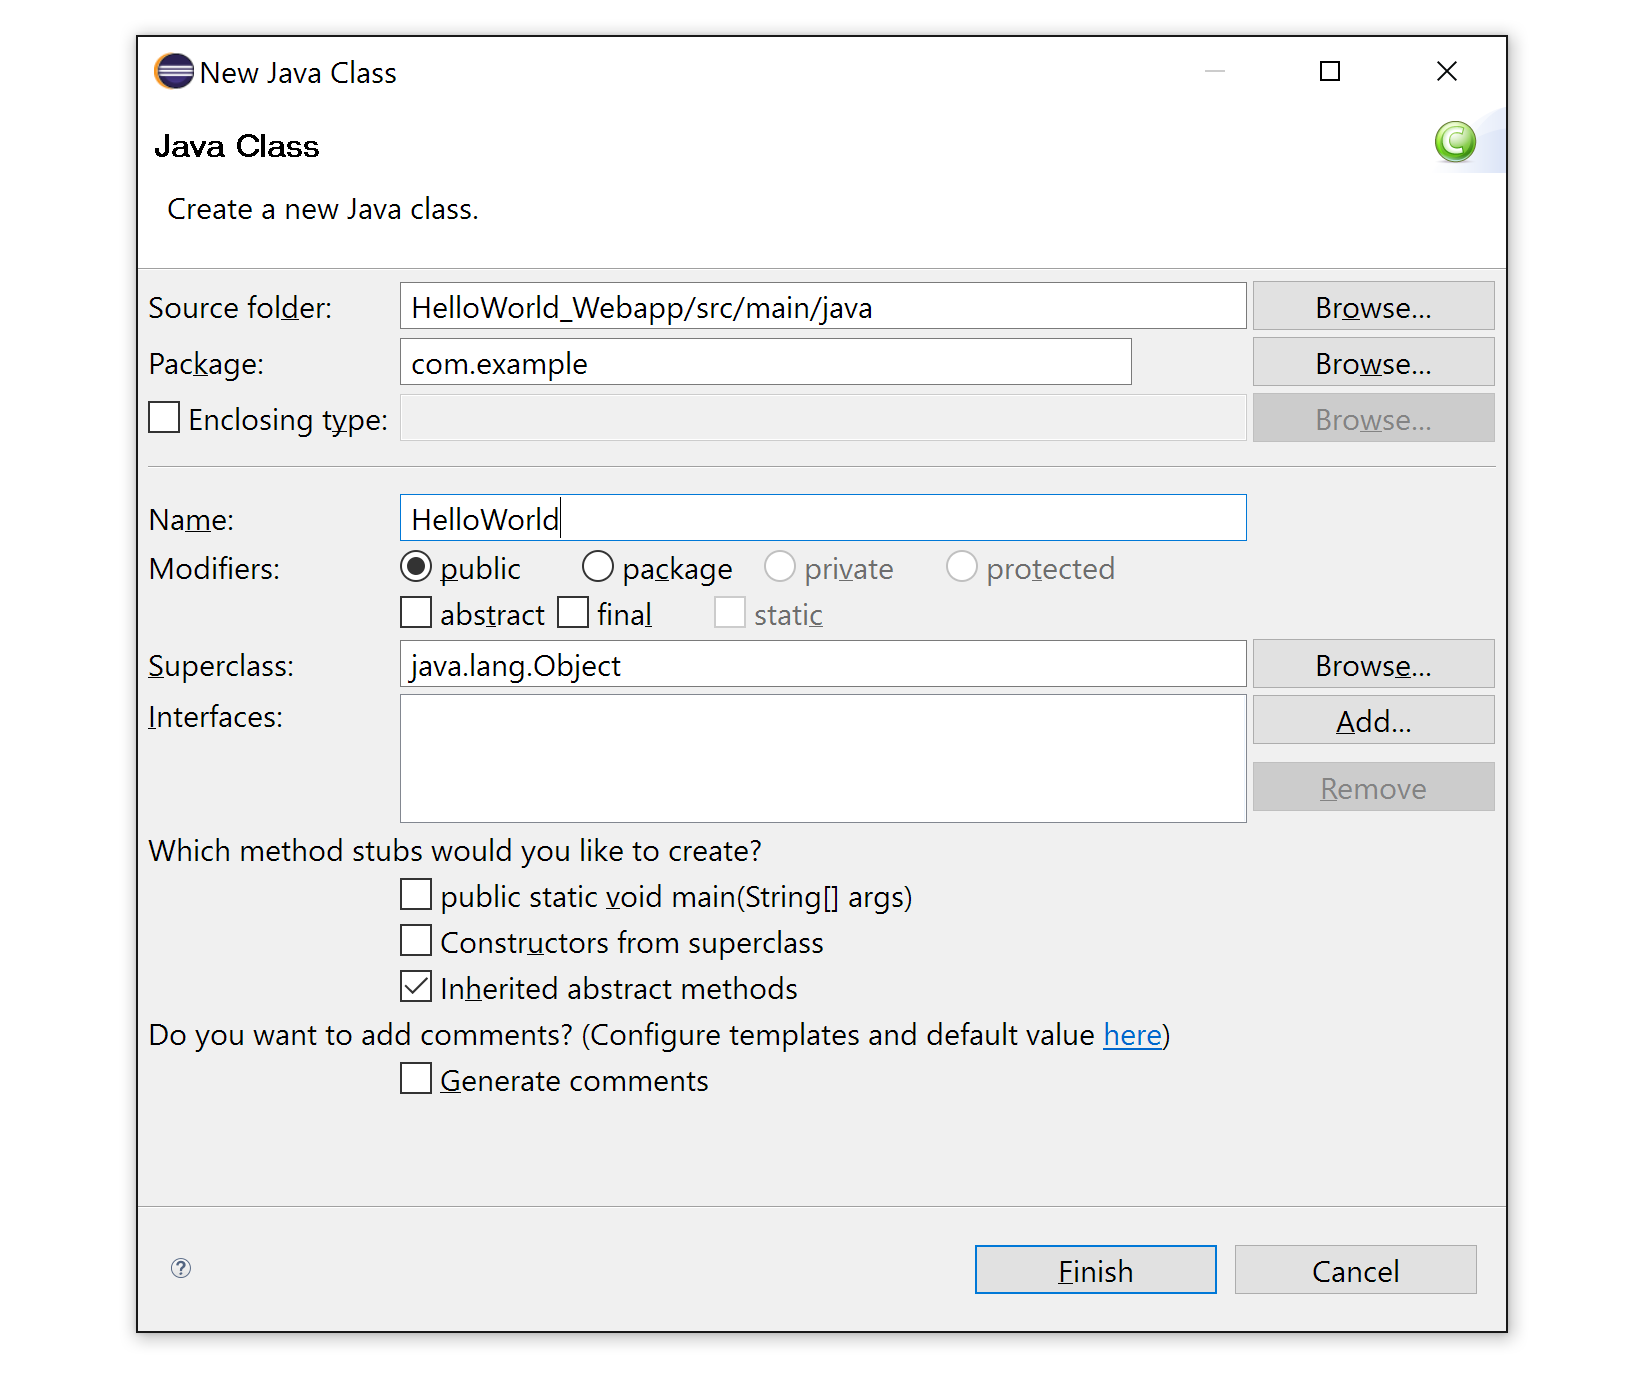 New Java Class
Java Class
Create a new Java class.
Source folder: HelloWorld_Webapp/src/main/java Browse...
Package: com.example Browse...
Enclosing type: Browse...
Name: HelloWorld
Modifiers: public package private protected
abstract final static
Superclass: java.lang.Object Browse...
Interfaces: Add...
Remove
Which method stubs would you like to create?
public static void main(String[] args)
Constructors from superclass
Inherited abstract methods
Do you want to add comments? (Configure templates and default value here)
Generate comments
Finish Cancel